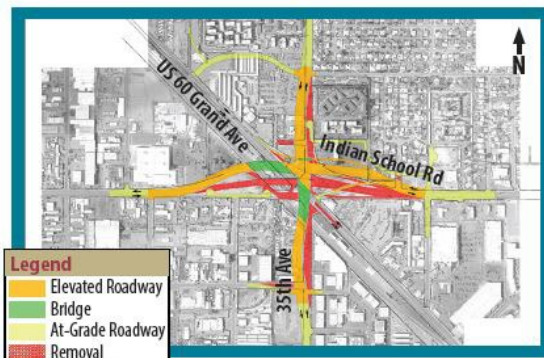 N
US 60 Grand Ave
Indian School Rd
35th Ave
Legend
Elevated Roadway
Bridge
At-Grade Roadway
Removal